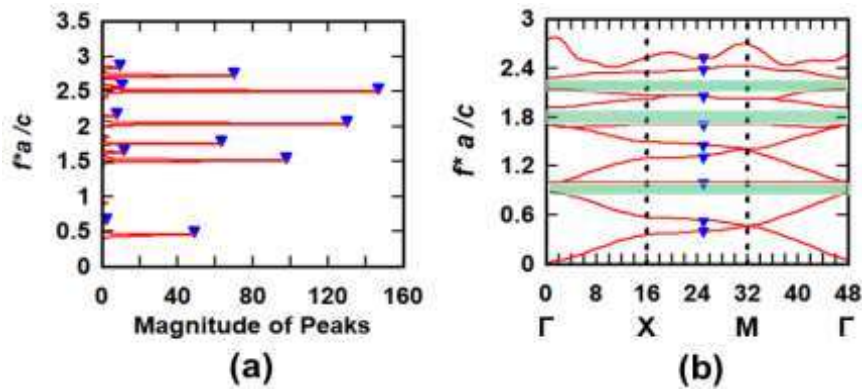 3.5
3
2.5
2
1.5
1
0.5
0
f*a/c
0 40 80 120 160
Magnitude of Peaks
(a)
3
2.4
1.8
1.2
0.6
0
f* a /c
0 8 16 24 32 40 48
Γ X M Γ
(b)